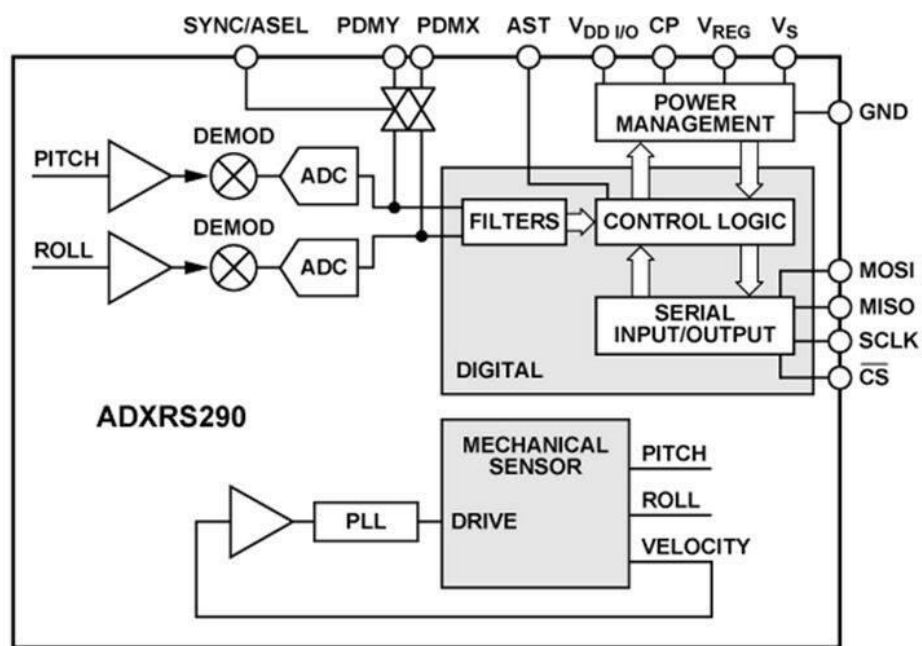 SYNC/ASEL PDMY PDMX AST VDD I/O CP VREG VS
POWER
MANAGEMENT
GND
DEMOD
PITCH
ADC
DEMOD
ROLL
ADC
FILTERS
CONTROL LOGIC
MOSI
SERIAL
INPUT/OUTPUT
MISO
SCLK
CS
DIGITAL
ADXRS290
MECHANICAL
SENSOR
PITCH
ROLL
PLL
DRIVE
VELOCITY